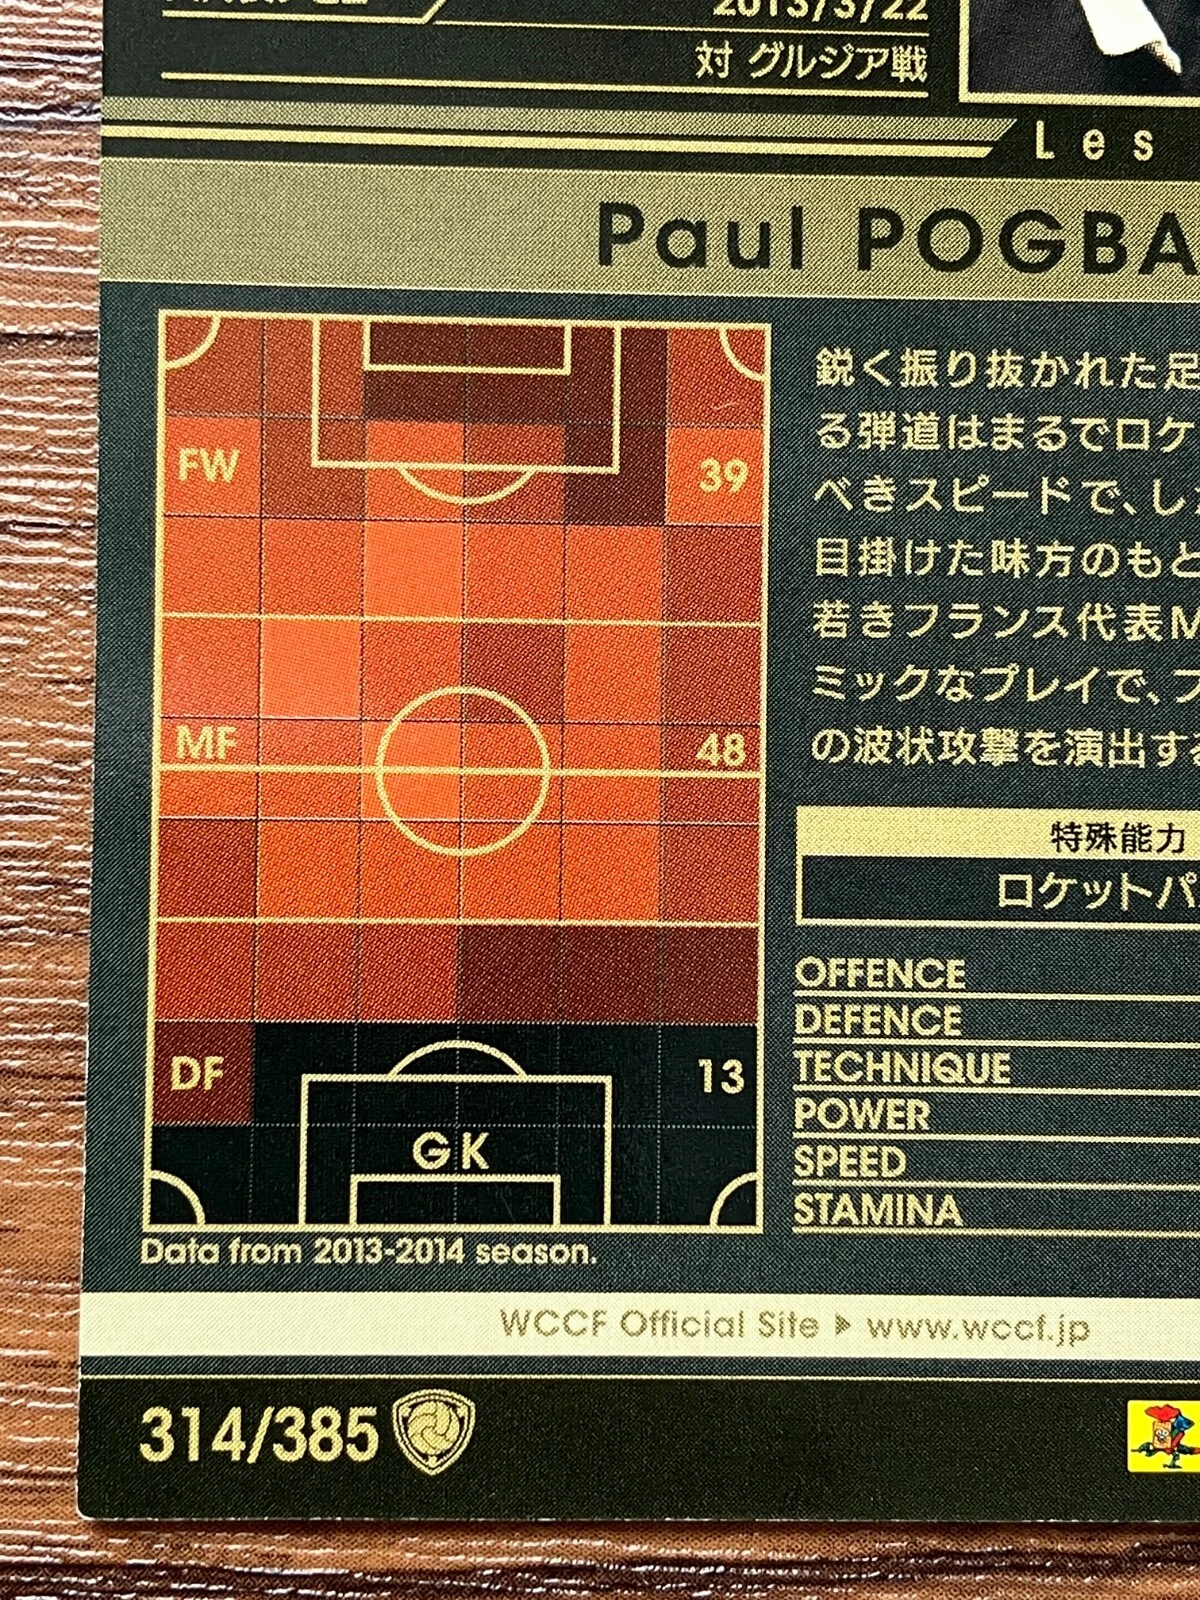 2013/3/22
対 グルジア戦
Les
Paul POGBA
鋭く振り抜かれた足
る弾道はまるでロケ
べきスピードで、し
目掛けた味方のもと
若きフランス代表M
ミックなプレイで、フ
の波状攻撃を演出す
FW 39
MF 48
DF 13
GK
特殊能力
ロケットパ
OFFENCE
DEFENCE
TECHNIQUE
POWER
SPEED
STAMINA
Data from 2013-2014 season.
WCCF Official Site ▶ www.wccf.jp
314/385